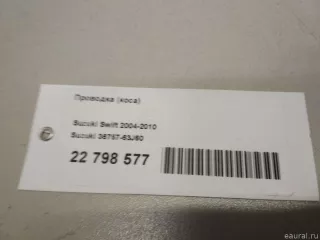 Проводка (коса)
Suzuki Swift 2004-2010
Suzuki 36757-63J60
22 798 577
eaural.ru